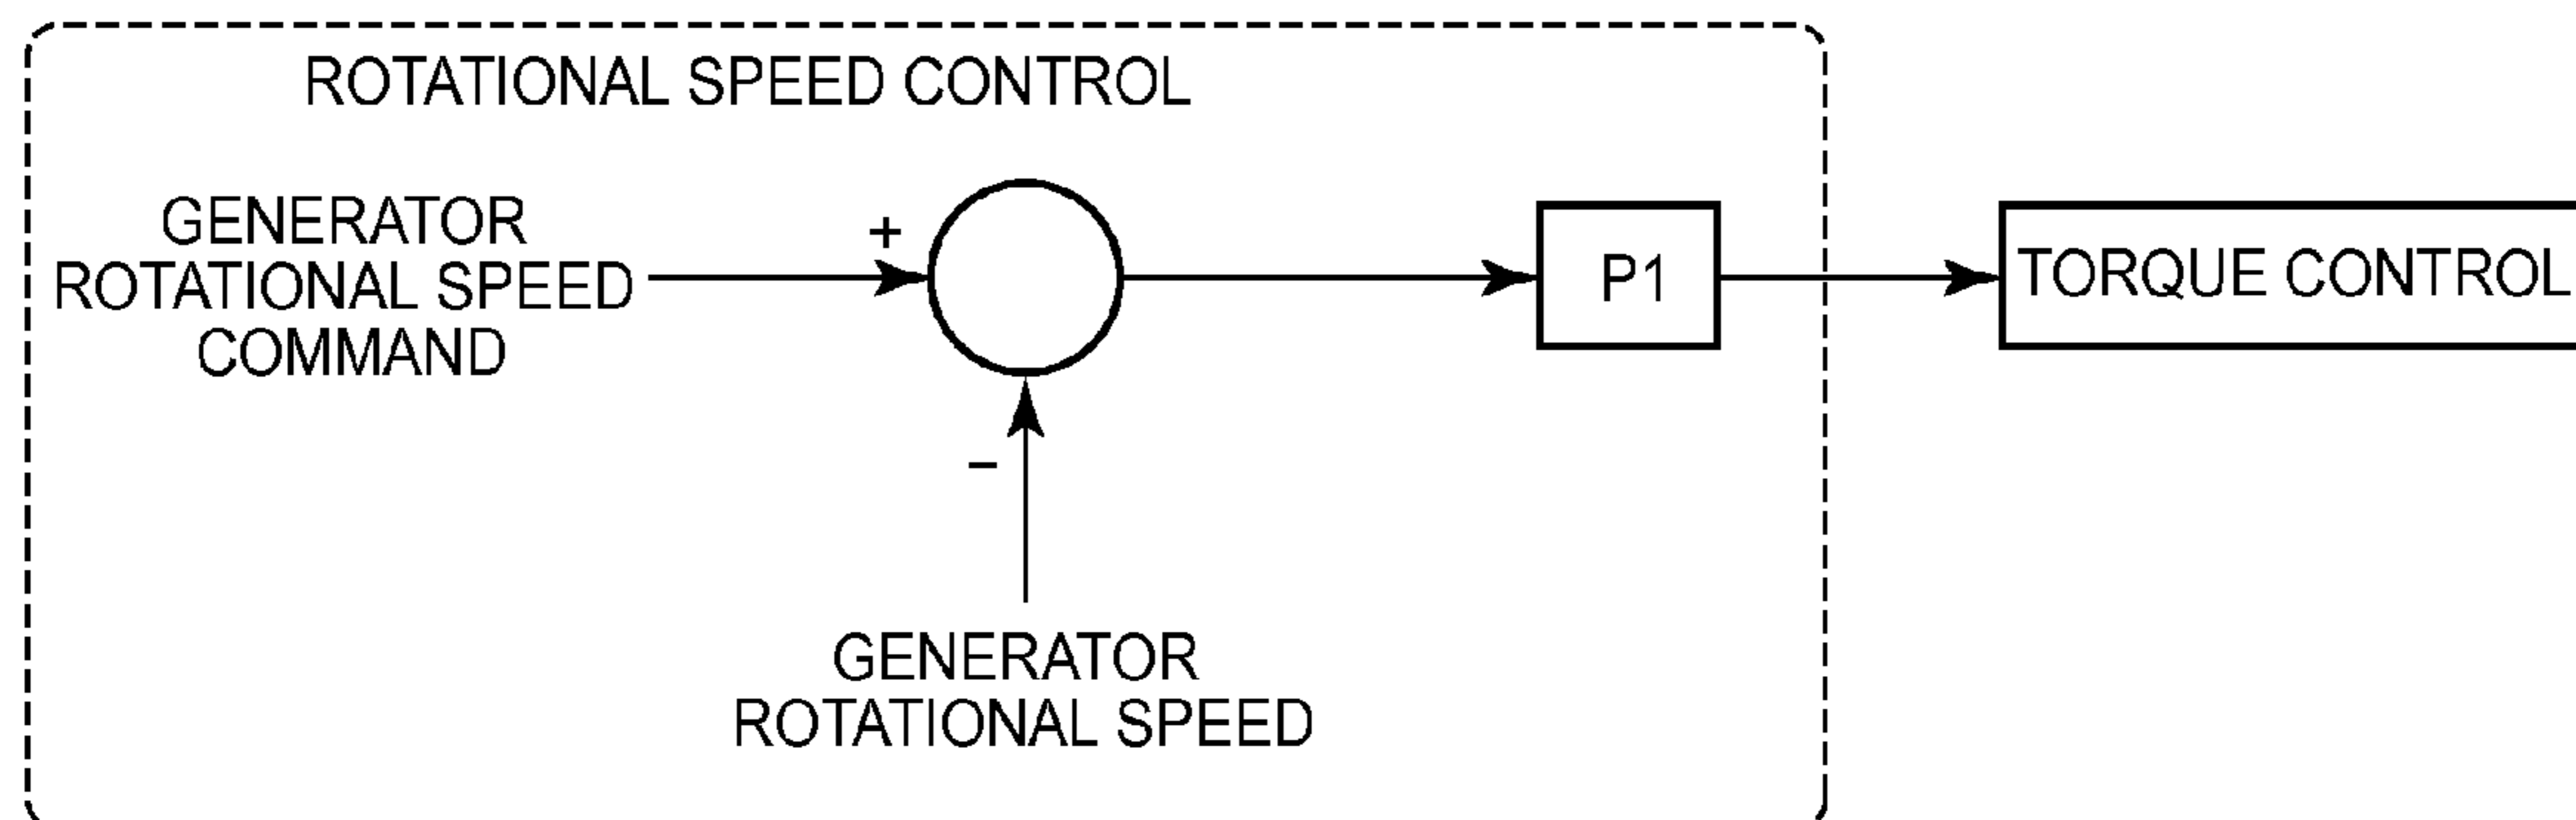 ROTATIONAL SPEED CONTROL
GENERATOR
ROTATIONAL SPEED
COMMAND
+
P1
TORQUE CONTROL
−
GENERATOR
ROTATIONAL SPEED